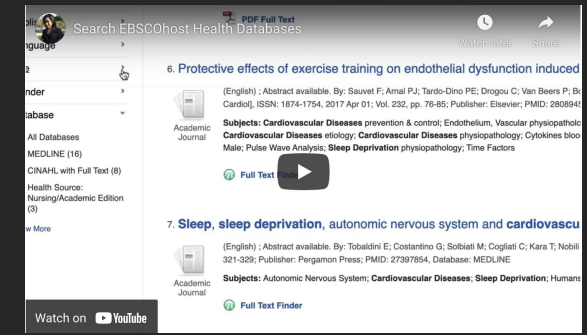 Search EBSCOhost Health Databases
PDF Full Text
Watch later
Share
nguage
nder
tabase
All Databases
MEDLINE (16)
CINAHL with Full Text (8)
Health Source:
Nursing/Academic Edition
(3)
w More
6. Protective effects of exercise training on endothelial dysfunction induced
(English) ; Abstract available. By: Sauvet F; Arnal PJ; Tardo-Dino PE; Drogou C; Van Beers P; Bo
Cardiol], ISSN: 1874-1754, 2017 Apr 01; Vol. 232, pp. 76-85; Publisher: Elsevier; PMID: 2808945
Subjects: Cardiovascular Diseases prevention & control; Endothelium, Vascular physiopatholo
Cardiovascular Diseases etiology; Cardiovascular Diseases physiopathology; Cytokines bloo
Male; Pulse Wave Analysis; Sleep Deprivation physiopathology; Time Factors
Academic
Journal
Full Text Finder
7. Sleep, sleep deprivation, autonomic nervous system and cardiovascu
(English) ; Abstract available. By: Tobaldini E; Costantino G; Solbiati M; Cogliati C; Kara T; Nobili
321-329; Publisher: Pergamon Press; PMID: 27397854, Database: MEDLINE
Subjects: Autonomic Nervous System; Cardiovascular Diseases; Sleep Deprivation; Humans
Academic
Journal
Full Text Finder
Watch on YouTube